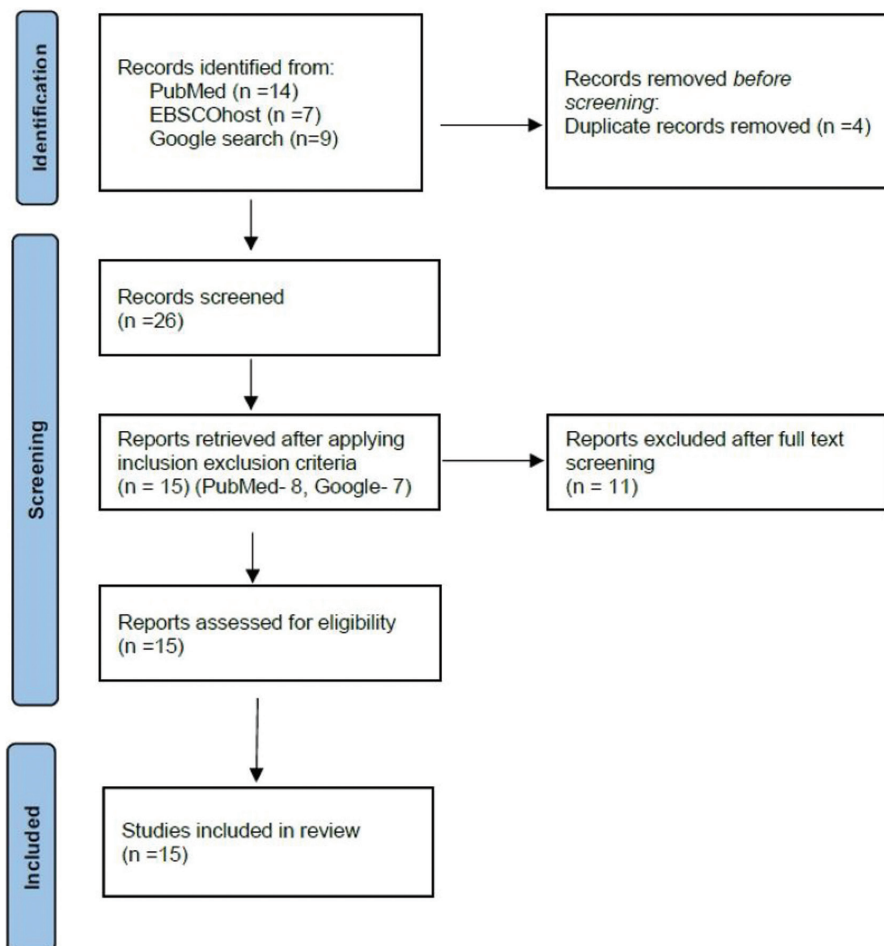 Identification
Records identified from:
PubMed (n =14)
EBSCOhost (n =7)
Google search (n=9)
Records removed before
screening:
Duplicate records removed (n =4)
Screening
Records screened
(n =26)
Reports retrieved after applying
inclusion exclusion criteria
(n = 15) (PubMed- 8, Google- 7)
Reports excluded after full text
screening
(n = 11)
Reports assessed for eligibility
(n =15)
Included
Studies included in review
(n =15)